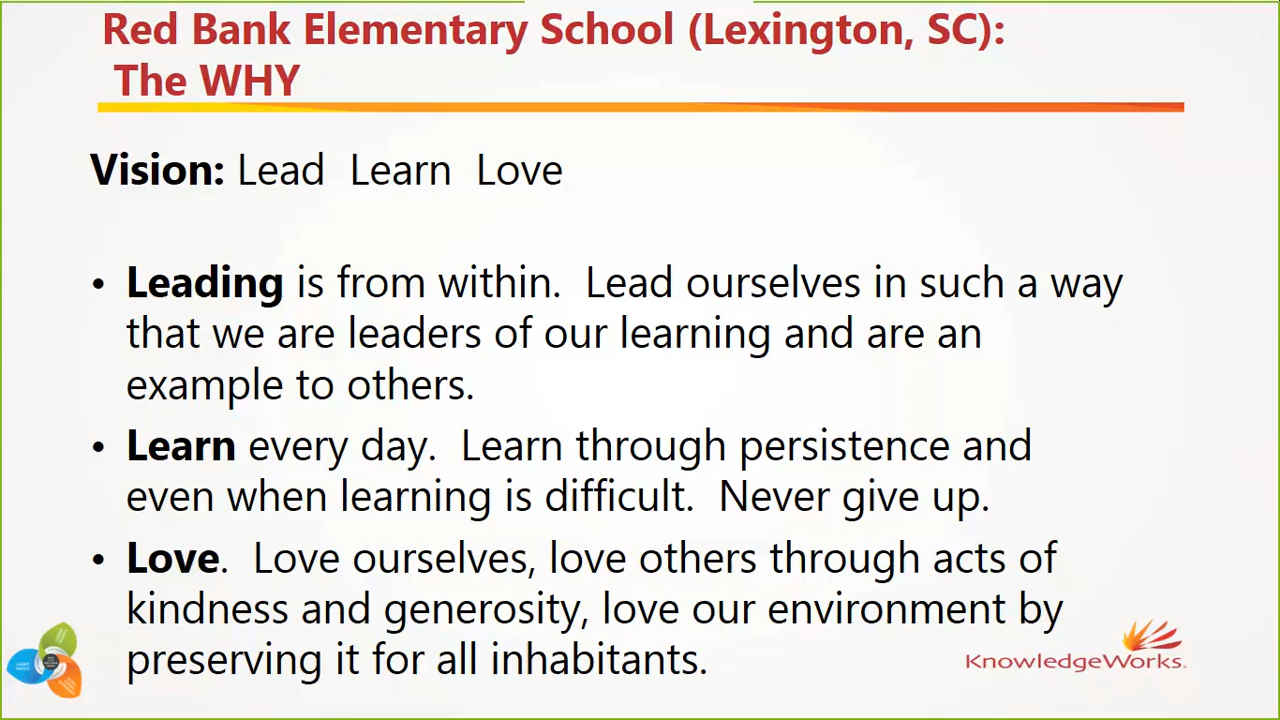 Red Bank Elementary School (Lexington, SC):
The WHY
Vision: Lead Learn Love
• Leading is from within. Lead ourselves in such a way
that we are leaders of our learning and are an
example to others.
• Learn every day. Learn through persistence and
even when learning is difficult. Never give up.
• Love. Love ourselves, love others through acts of
kindness and generosity, love our environment by
preserving it for all inhabitants.
KnowledgeWorks.